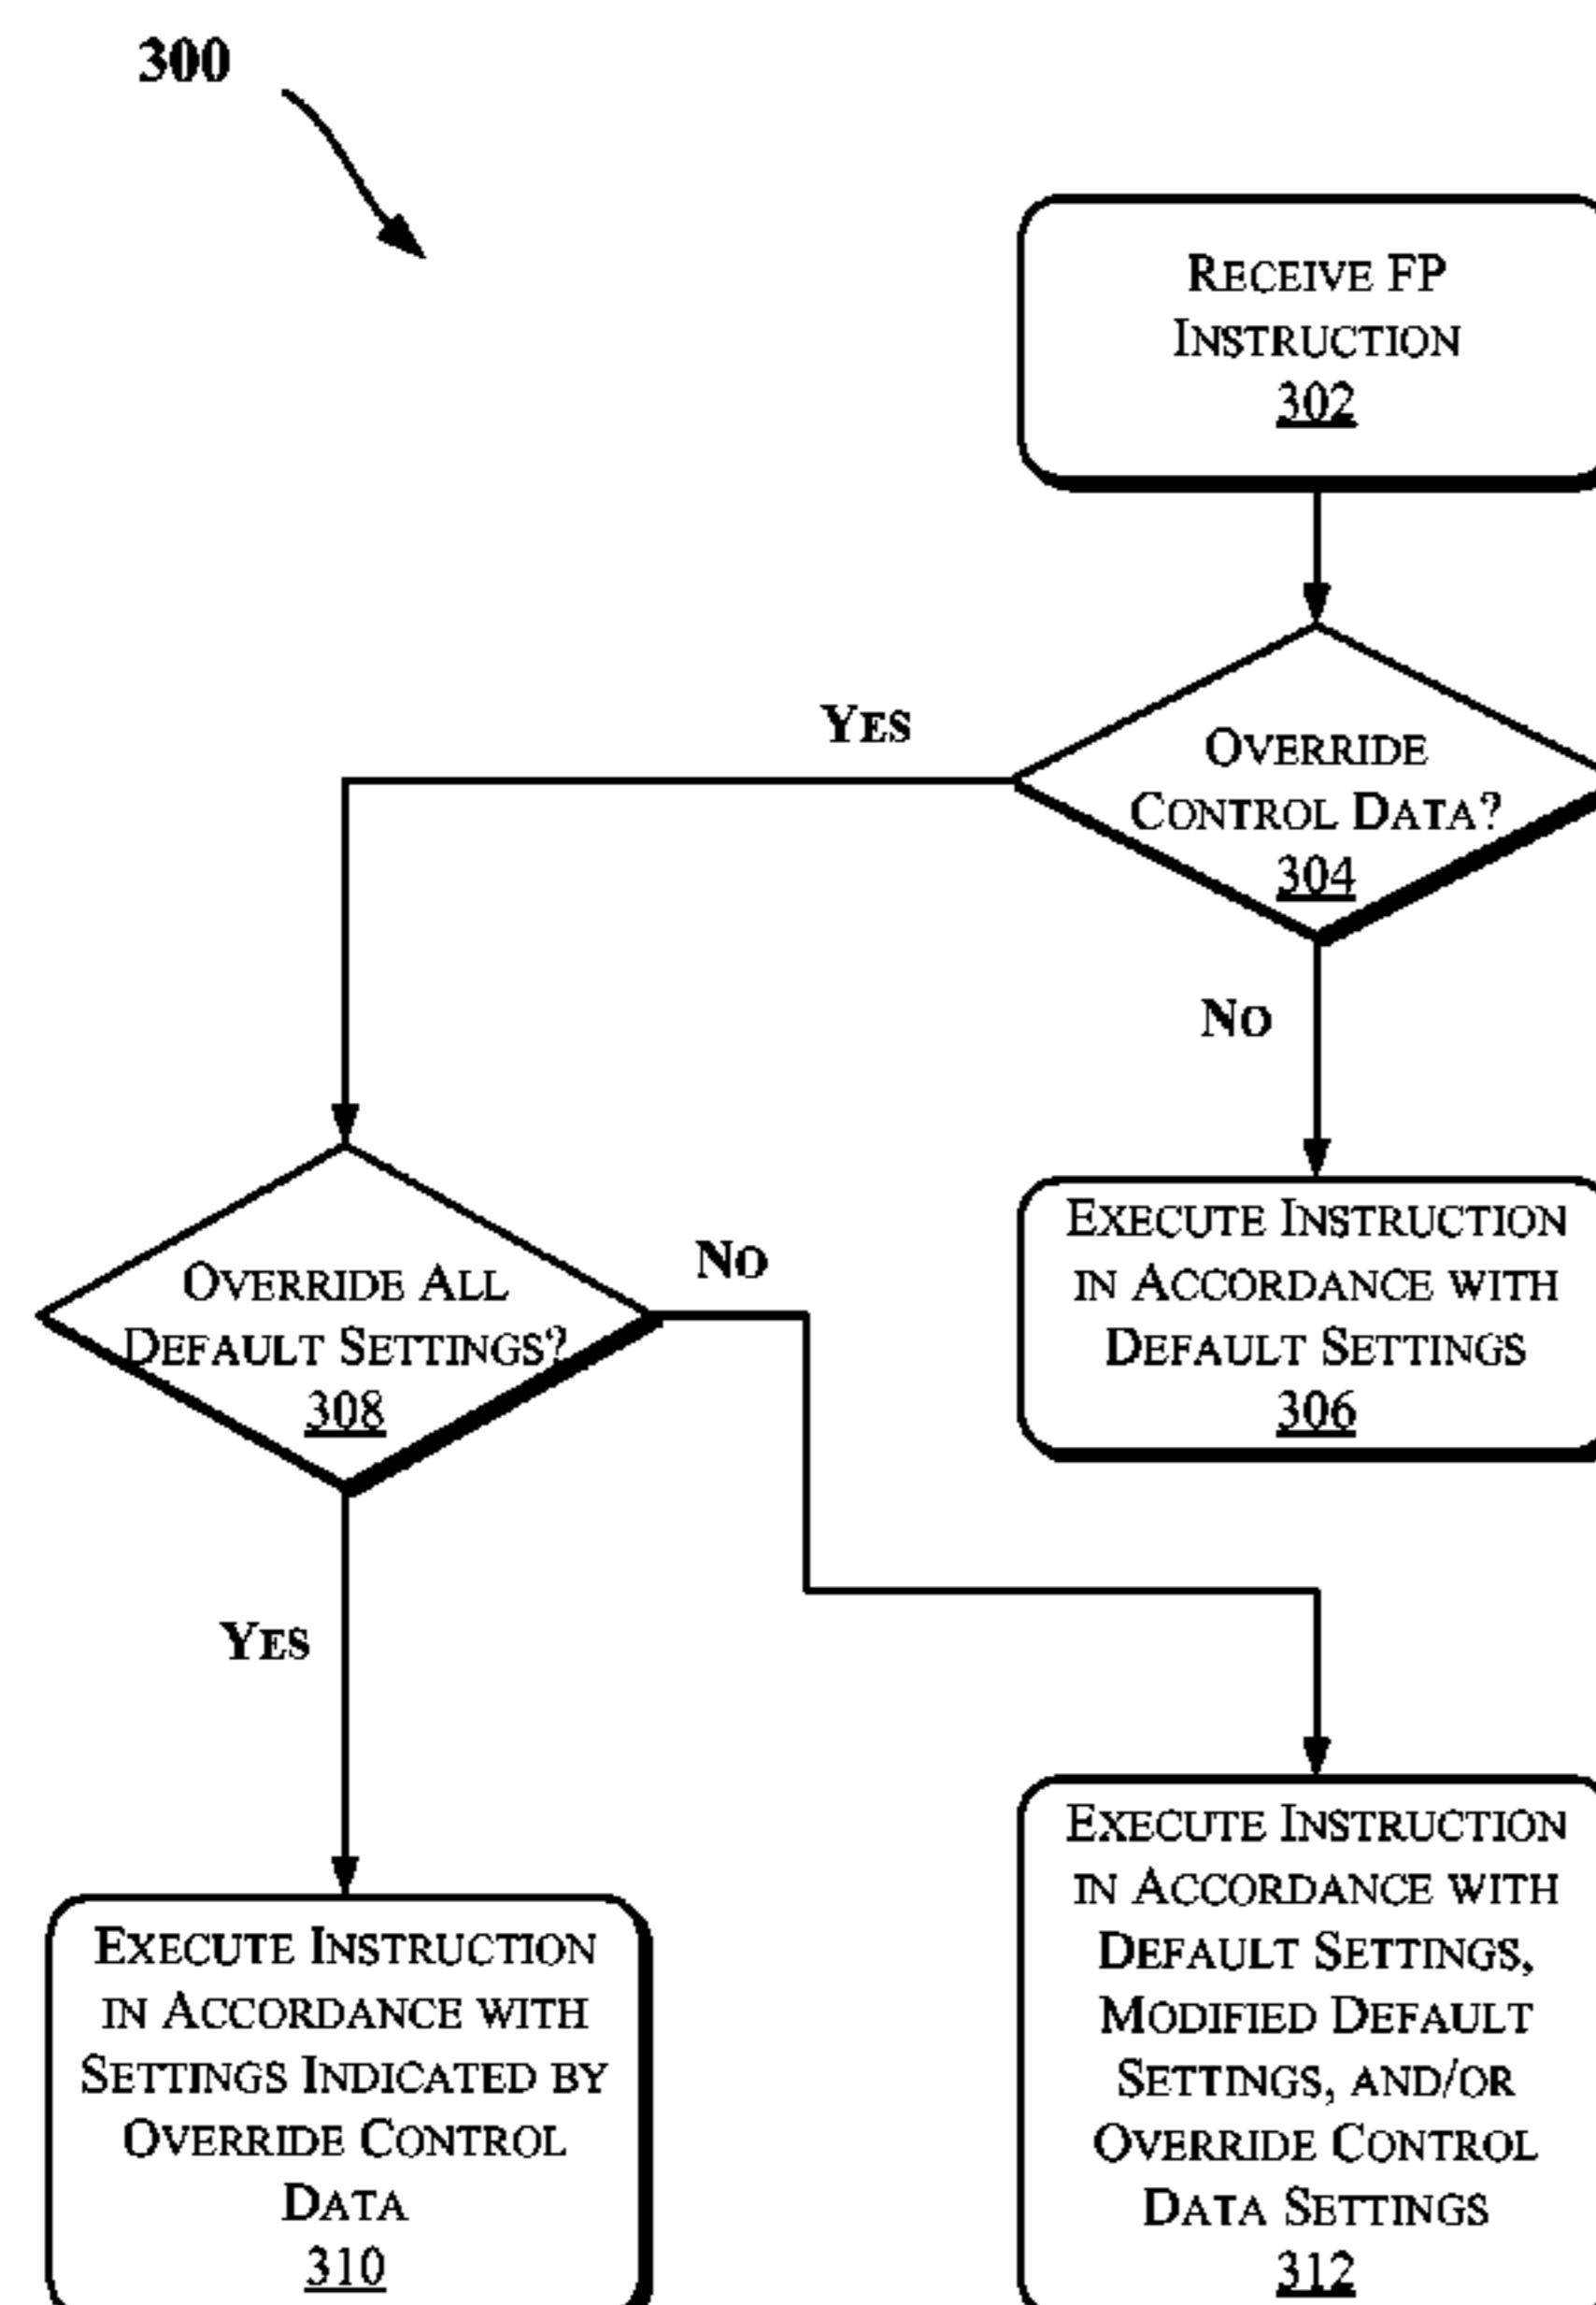 300
RECEIVE FP
INSTRUCTION
302
YES
OVERRIDE
CONTROL DATA?
304
NO
EXECUTE INSTRUCTION
IN ACCORDANCE WITH
DEFAULT SETTINGS
306
OVERRIDE ALL
DEFAULT SETTINGS?
308
NO
YES
EXECUTE INSTRUCTION
IN ACCORDANCE WITH
SETTINGS INDICATED BY
OVERRIDE CONTROL
DATA
310
EXECUTE INSTRUCTION
IN ACCORDANCE WITH
DEFAULT SETTINGS,
MODIFIED DEFAULT
SETTINGS, AND/OR
OVERRIDE CONTROL
DATA SETTINGS
312